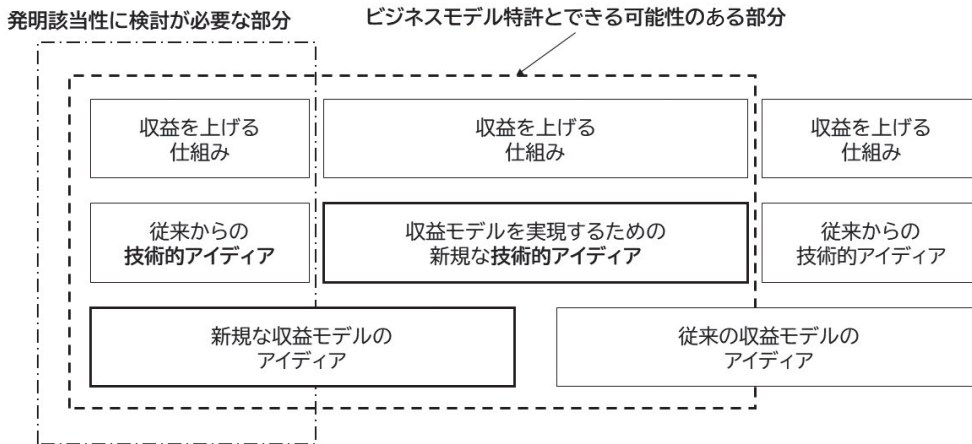 発明該当性に検討が必要な部分
ビジネスモデル特許とできる可能性のある部分
収益を上げる
仕組み
収益を上げる
仕組み
収益を上げる
仕組み
従来からの
技術的アイディア
収益モデルを実現するための
新規な技術的アイディア
従来からの
技術的アイディア
新規な収益モデルの
アイディア
従来の収益モデルの
アイディア